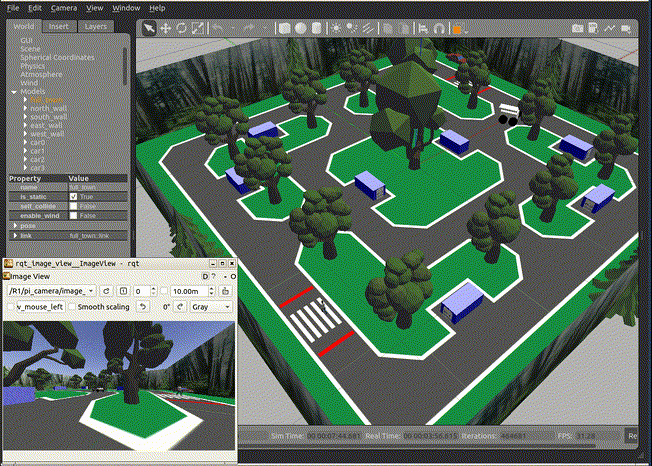 File Edit Camera View Window Help
World Insert Layers
GUI
Scene
Spherical Coordinates
Physics
Atmosphere
Wind
Models
north_wall
south_wall
east_wall
west_wall
car0
car1
car2
car3
Property Value
name full_town
is_static True
self_collide False
enable_wind False
pose
link full_town::link
rqt_image_view__ImageView - rqt
Image View D ? - O
/R1/pi_camera/image_ 0 10.00m
v_mouse_left Smooth scaling 0° Gray
Sim Time: 00 00:07:44.681 Real Time: 00 00:03:56.615 Iterations: 464681 FPS: 31.28 Re